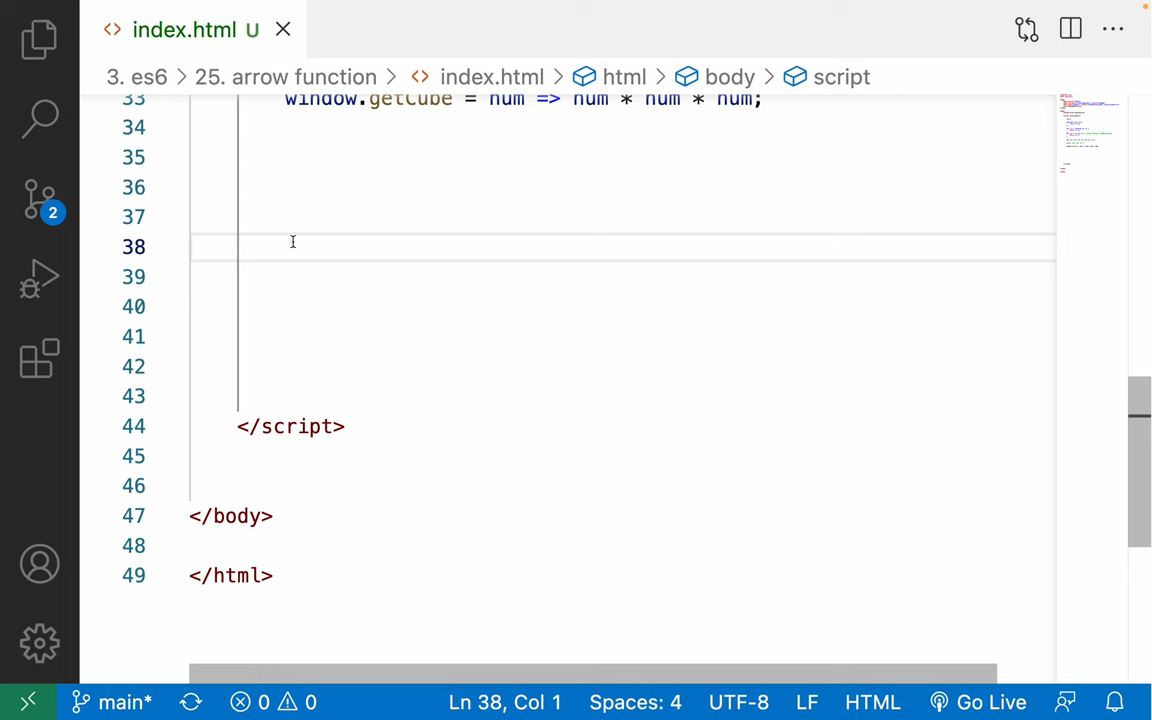 index.html U
3. es6 > 25. arrow function > index.html > html > body > script
33 window.getCube = num => num * num * num;
34
35
36
37
38
39
40
41
42
43
44 </script>
45
46
47 </body>
48
49 </html>
2
main* 0 0 Ln 38, Col 1 Spaces: 4 UTF-8 LF HTML Go Live